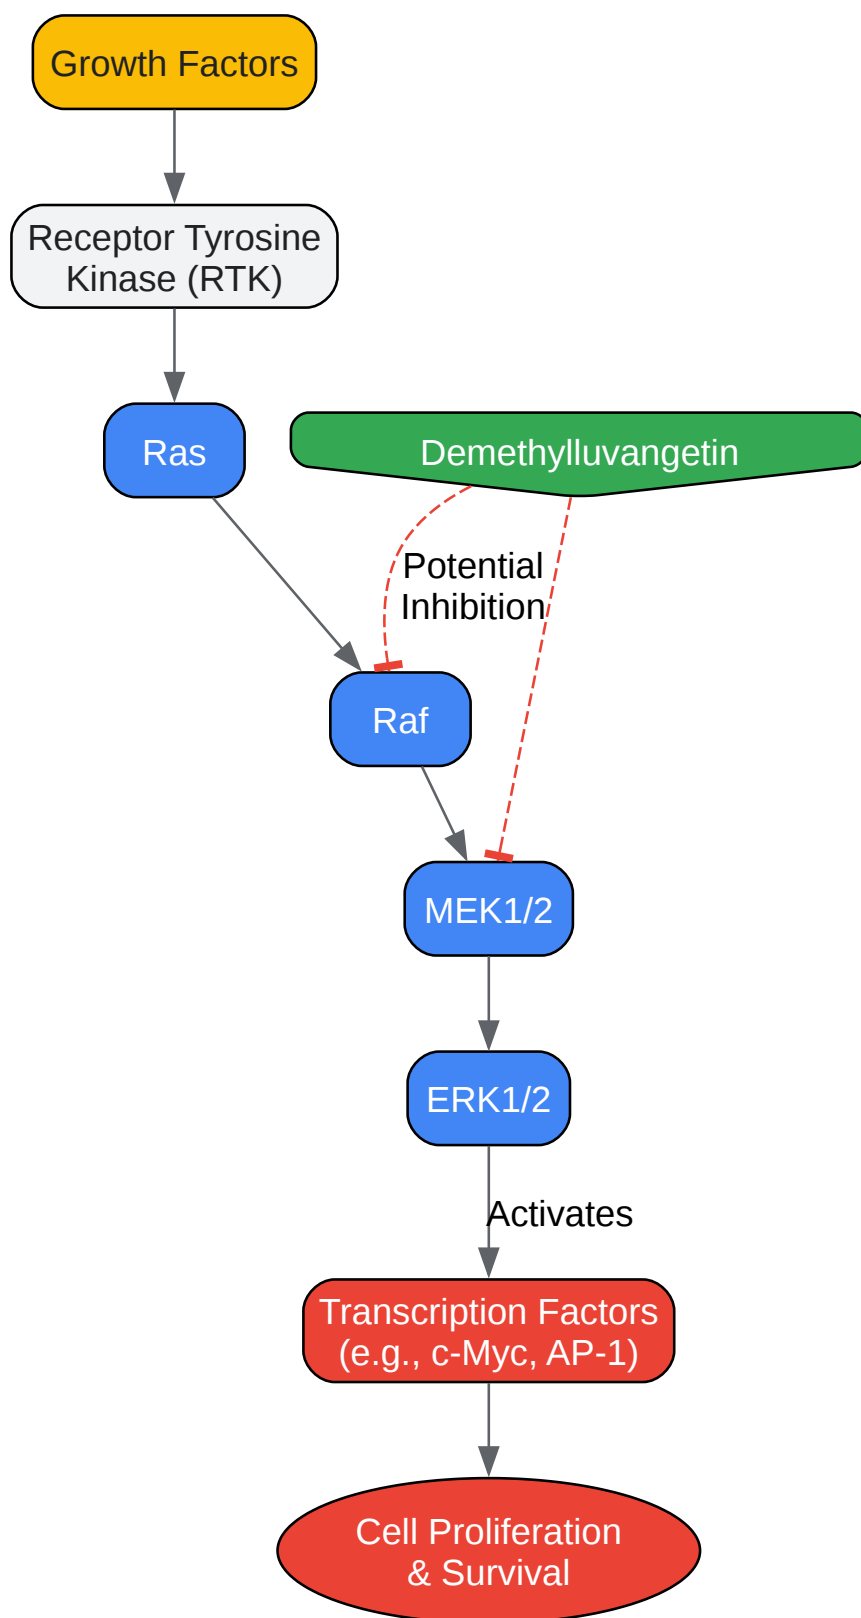 Growth Factors
Receptor Tyrosine
Kinase (RTK)
Ras
Demethylluvangetin
Potential
Inhibition
Raf
MEK1/2
ERK1/2
Activates
Transcription Factors
(e.g., c-Myc, AP-1)
Cell Proliferation
& Survival